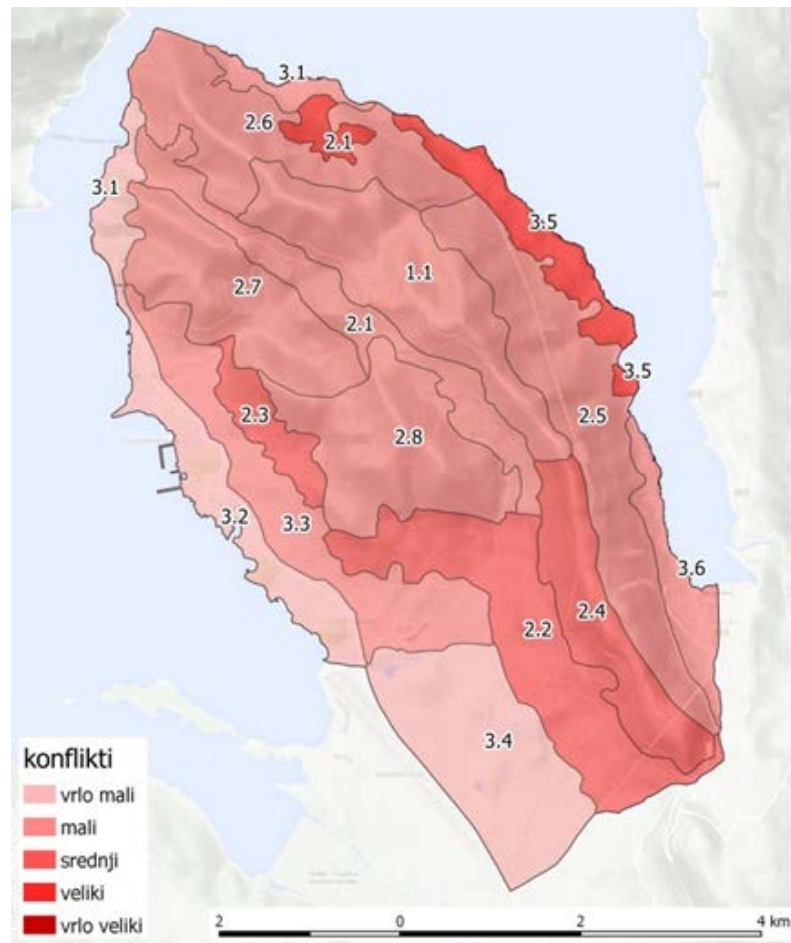 3.1
2.6
2.1
3.1
3.5
1.1
2.7
2.1
3.5
2.3
2.5
2.8
3.2
3.3
3.6
2.4
2.2
3.4
konflikti
vrlo mali
mali
srednji
veliki
vrlo veliki
2 0 2 4 km